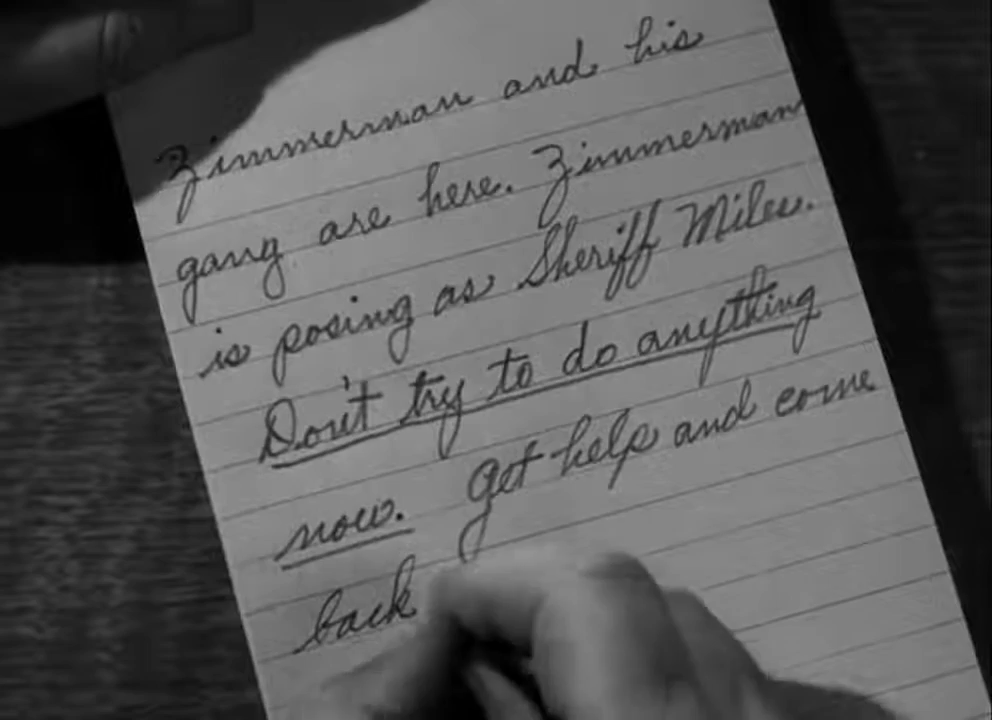 Zimmerman and his
gang are here. Zimmerman
is posing as Sheriff Miles.
Don't try to do anything
now. Get help and come
back